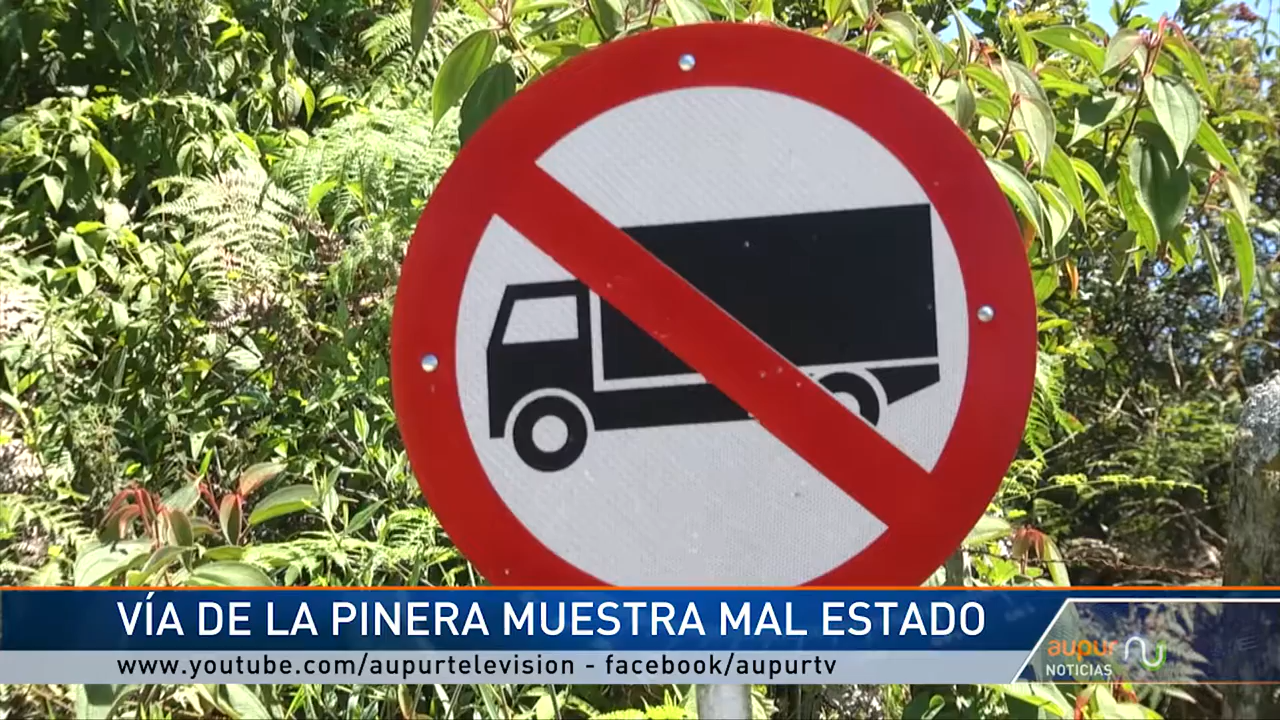 VÍA DE LA PINERA MUESTRA MAL ESTADO
www.youtube.com/aupurtelevision - facebook/aupurtv
aupur
NOTICIAS